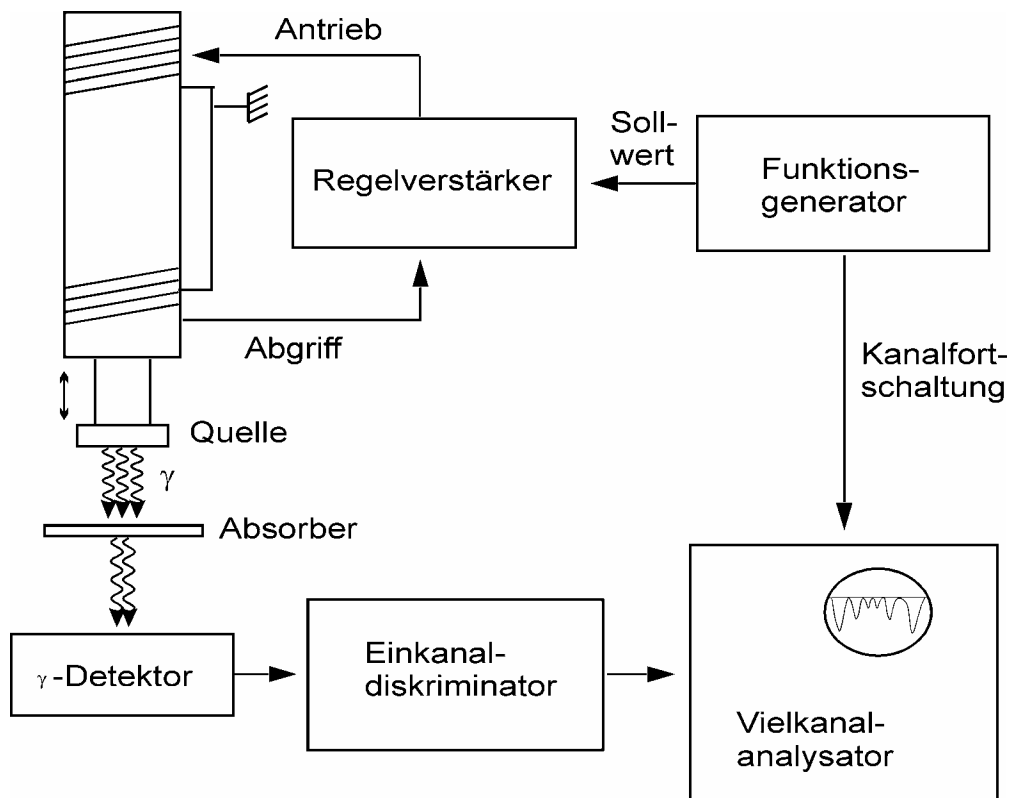 Antrieb
Soll-
wert
Regelverstärker
Funktions-
generator
Abgriff
Kanalfort-
schaltung
Quelle
γ
Absorber
γ-Detektor
Einkanal-
diskriminator
Vielkanal-
analysator